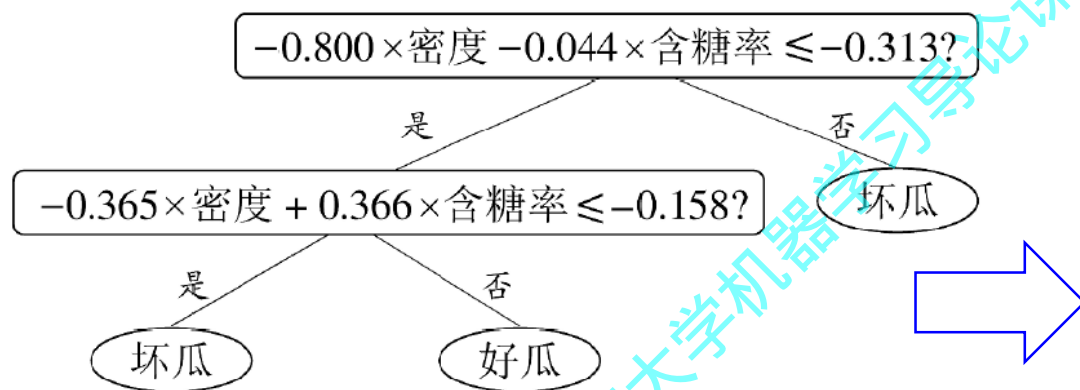 −0.800×密度 −0.044×含糖率 ≤−0.313?
是
否
−0.365×密度 + 0.366×含糖率 ≤−0.158?
坏瓜
是
否
坏瓜
好瓜
大学机器学习导论